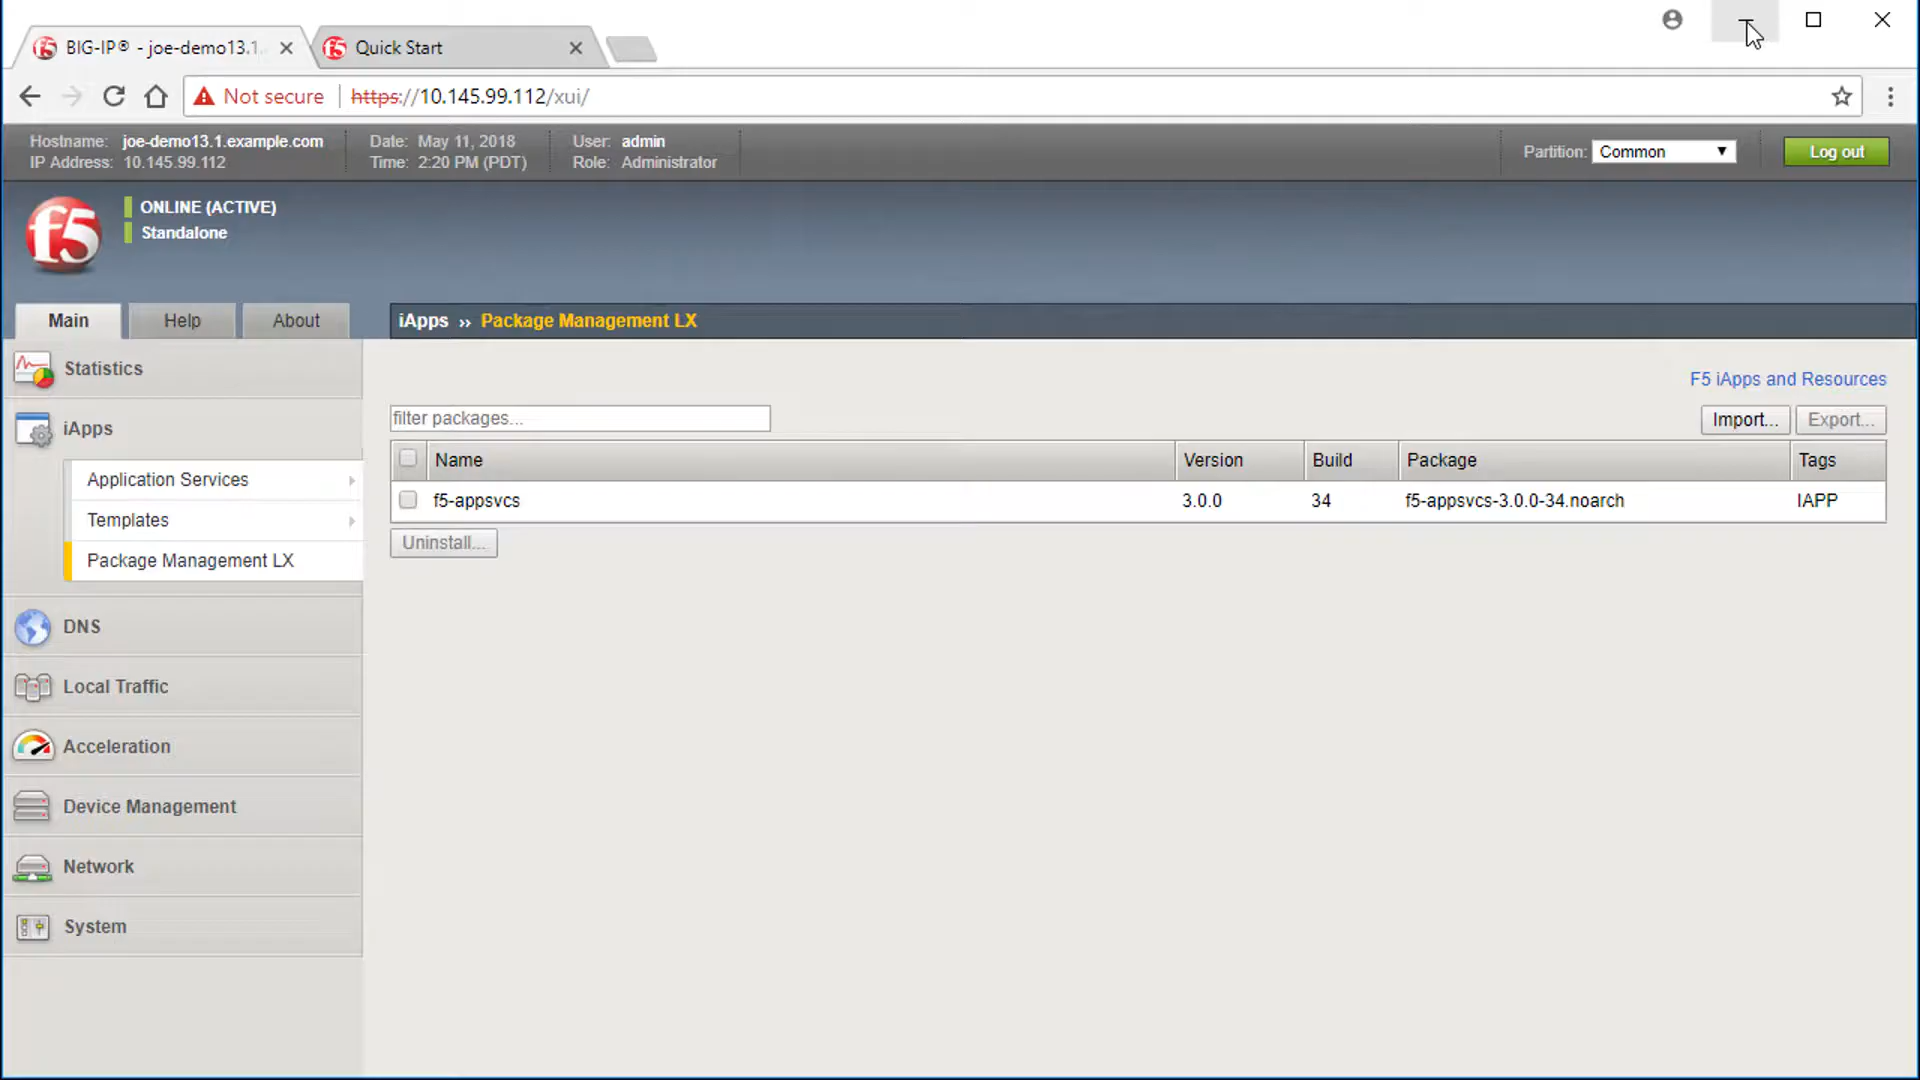 BIG-IP® - joe-demo13.1.
Quick Start
Not secure
https://10.145.99.112/xui/
Hostname: joe-demo13.1.example.com
IP Address: 10.145.99.112
Date: May 11, 2018
Time: 2:20 PM (PDT)
User: admin
Role: Administrator
Partition: Common
Log out
f5
ONLINE (ACTIVE)
Standalone
Main
Help
About
iApps ›› Package Management LX
Statistics
iApps
Application Services
Templates
Package Management LX
DNS
Local Traffic
Acceleration
Device Management
Network
System
F5 iApps and Resources
filter packages...
Import...
Export...
Name Version Build Package Tags
f5-appsvcs 3.0.0 34 f5-appsvcs-3.0.0-34.noarch IAPP
Uninstall...